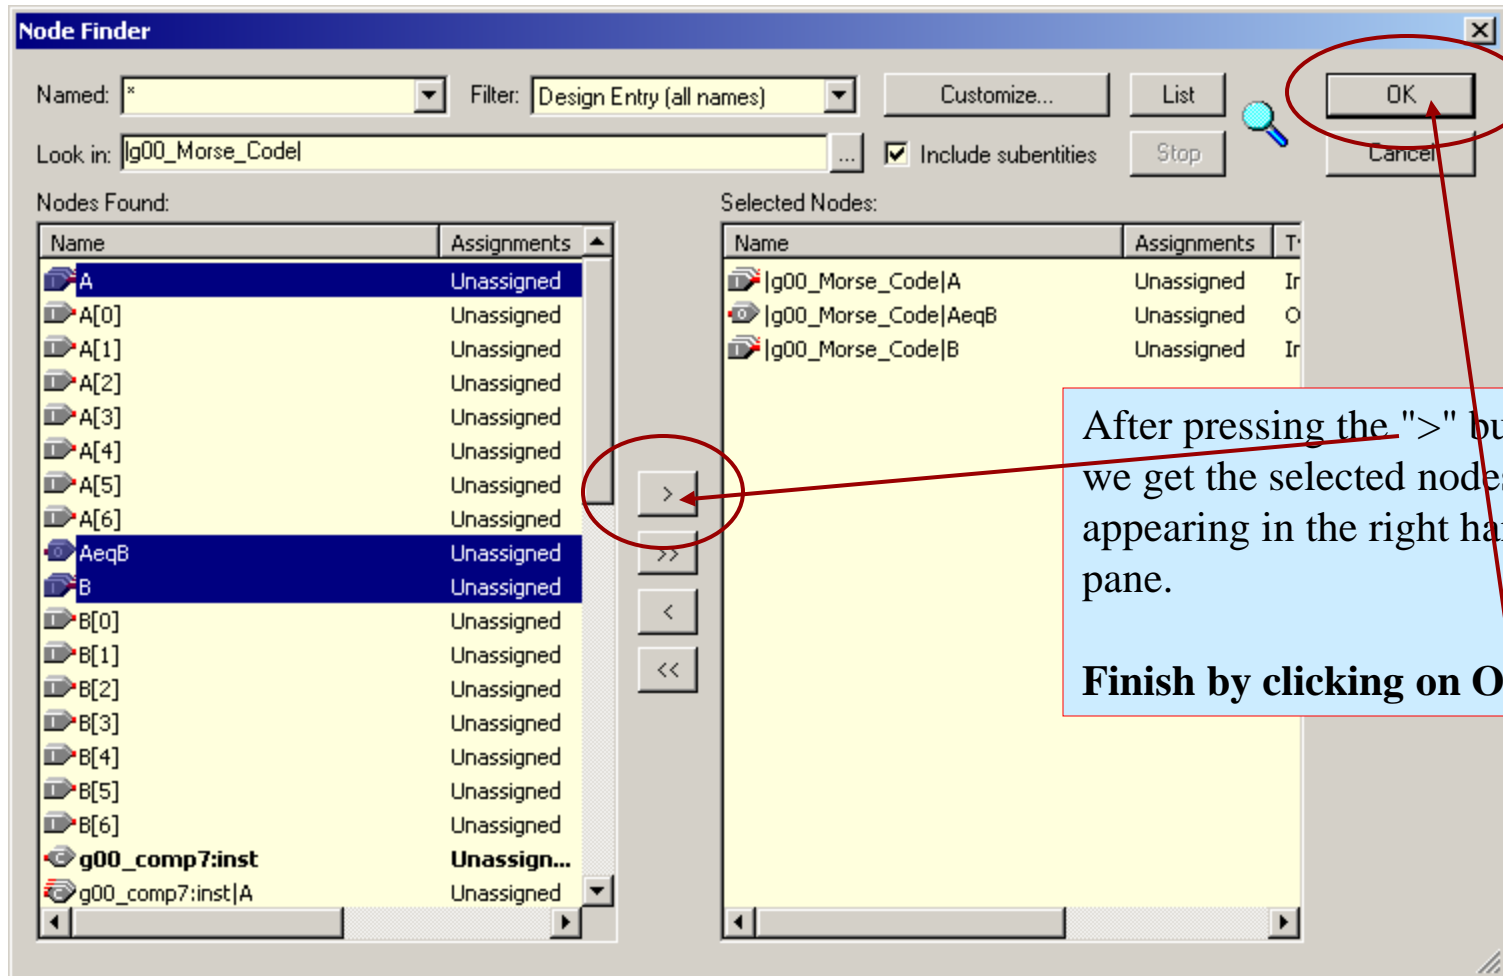 Node Finder
Named: * Filter: Design Entry (all names) Customize... List OK
Look in: |g00_Morse_Code| ... Include subentities Stop Cancel
Nodes Found:
Name Assignments
A Unassigned
A[0] Unassigned
A[1] Unassigned
A[2] Unassigned
A[3] Unassigned
A[4] Unassigned
A[5] Unassigned
A[6] Unassigned
AeqB Unassigned
B Unassigned
B[0] Unassigned
B[1] Unassigned
B[2] Unassigned
B[3] Unassigned
B[4] Unassigned
B[5] Unassigned
B[6] Unassigned
g00_comp7:inst Unassign...
g00_comp7:inst|A Unassigned
>
>>
<
<<
Selected Nodes:
Name Assignments
|g00_Morse_Code|A Unassigned
|g00_Morse_Code|AeqB Unassigned
|g00_Morse_Code|B Unassigned
After pressing the ">"
we get the selected
appearing in the right
pane.
Finish by clicking on